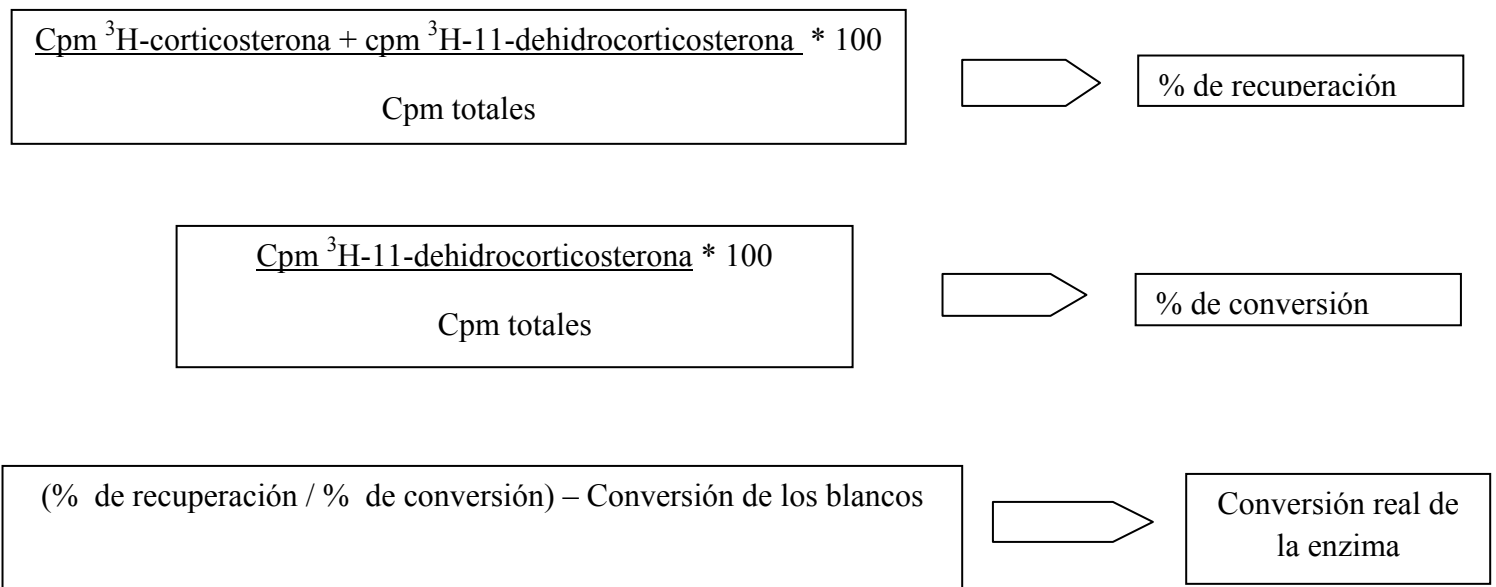 Cpm ³H-corticosterona + cpm ³H-11-dehidrocorticosterona * 100
Cpm totales
% de recuperación
Cpm ³H-11-dehidrocorticosterona * 100
Cpm totales
% de conversión
(% de recuperación / % de conversión) – Conversión de los blancos
Conversión real de
la enzima